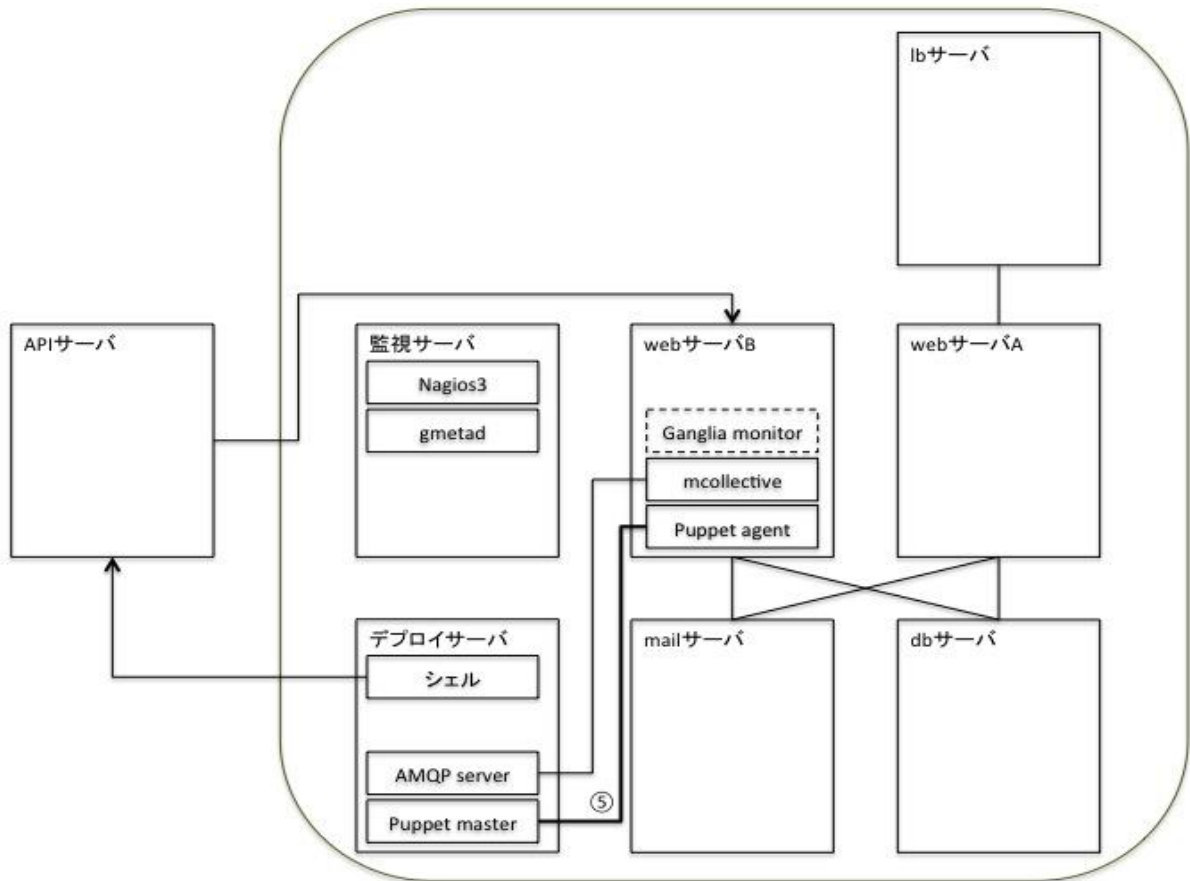 lbサーバ
APIサーバ
監視サーバ
Nagios3
gmetad
webサーバB
Ganglia monitor
mcollective
Puppet agent
webサーバA
デプロイサーバ
シェル
AMQP server
Puppet master
⑤
mailサーバ
dbサーバ